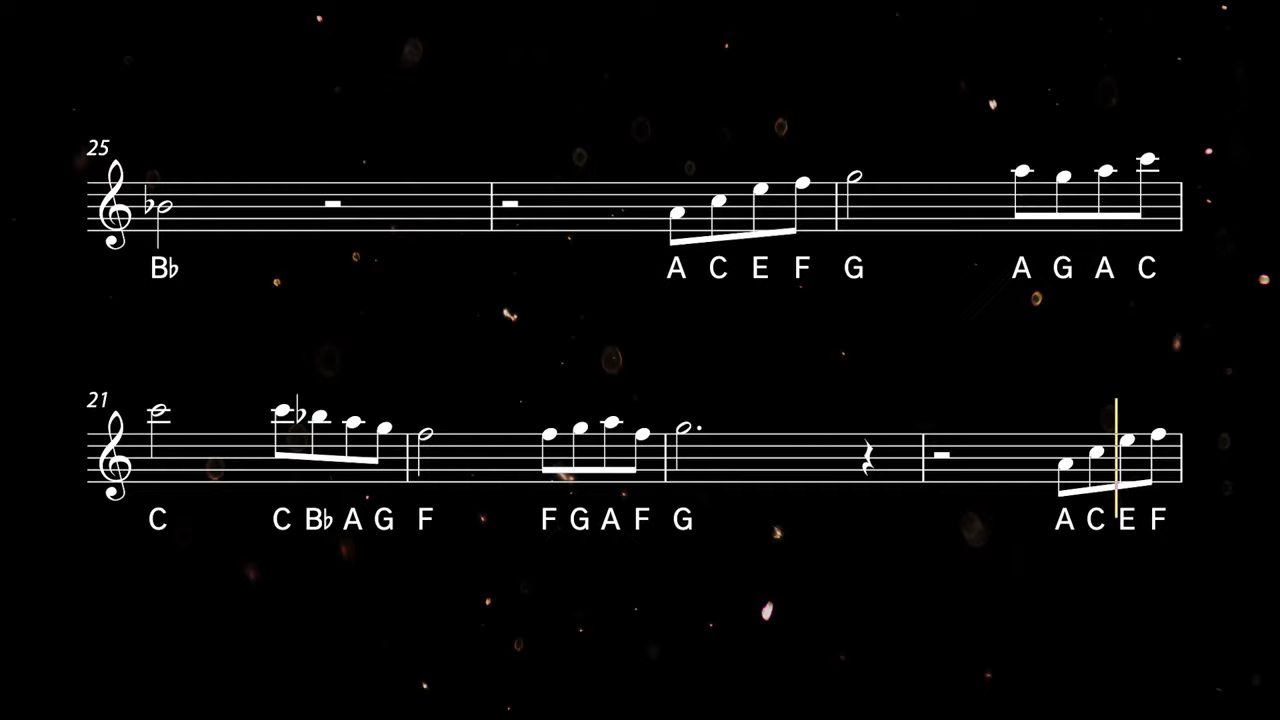 25
B♭ A C E F G A G A C
21
C C B♭ A G F F G A F G A C E F